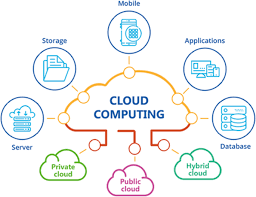 Mobile
Storage
Applications
CLOUD
COMPUTING
Server
Database
Private
cloud
Public
cloud
Hybrid
cloud